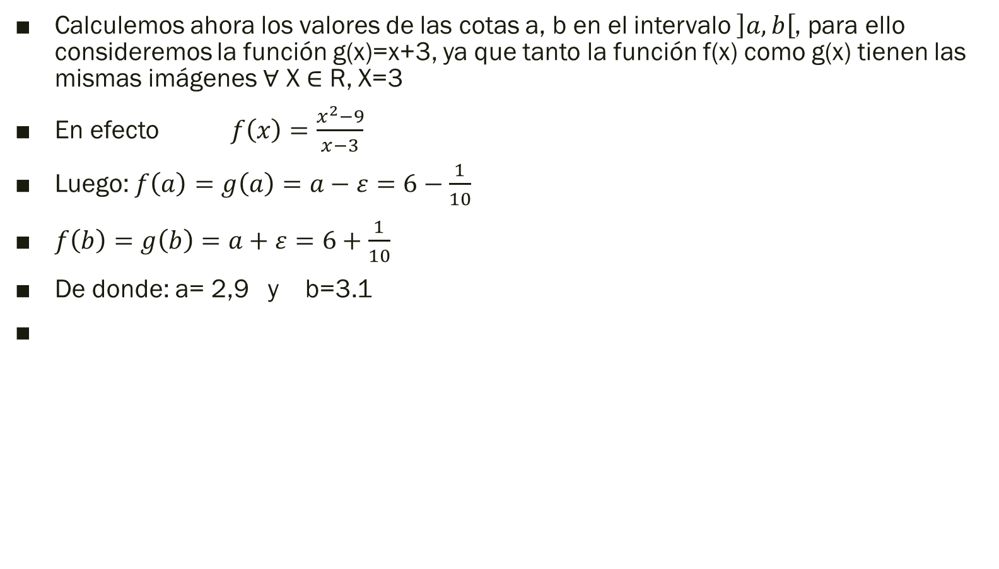 ▪ Calculemos ahora los valores de las cotas a, b en el intervalo ]a, b[, para ello
consideremos la función g(x)=x+3, ya que tanto la función f(x) como g(x) tienen las
mismas imágenes ∀ X ∈ R, X=3
▪ En efecto f(x) = \frac{x^2-9}{x-3}
▪ Luego: f(a) = g(a) = a − ε = 6 − \frac{1}{10}
▪ f(b) = g(b) = a + ε = 6 + \frac{1}{10}
▪ De donde: a= 2,9 y b=3.1
▪